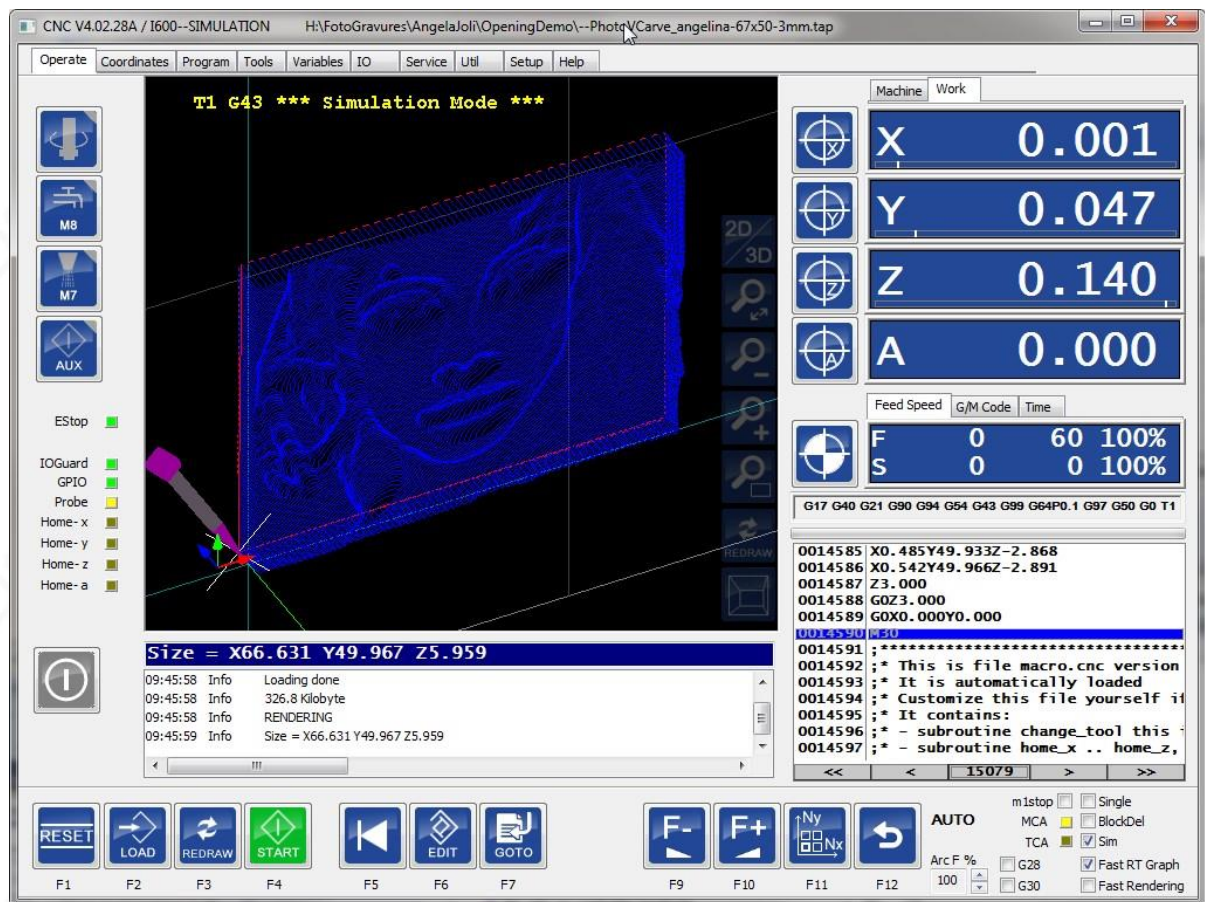 CNC V4.02.28A / I600--SIMULATION H:\FotoGravures\AngelaJoli\OpeningDemo\--PhotoVCarve_angelina-67x50-3mm.tap
Operate Coordinates Program Tools Variables IO Service Util Setup Help
T1 G43 *** Simulation Mode ***
M8
M7
AUX
EStop
IOGuard
GPIO
Probe
Home- x
Home- y
Home- z
Home- a
2D
3D
REDRAW
Machine Work
X 0.001
Y 0.047
Z 0.140
A 0.000
Feed Speed G/M Code Time
F 0 60 100%
S 0 0 100%
G17 G40 G21 G90 G94 G54 G43 G99 G64P0.1 G97 G50 G0 T1
0014585 X0.485Y49.933Z-2.868
0014586 X0.542Y49.966Z-2.891
0014587 Z3.000
0014588 G0Z3.000
0014589 G0X0.000Y0.000
0014590 M30
0014591 ;*********************************
0014592 ;* This is file macro.cnc version
0014593 ;* It is automatically loaded
0014594 ;* Customize this file yourself if
0014595 ;* It contains:
0014596 ;* - subroutine change_tool this i
0014597 ;* - subroutine home_x .. home_z,
<< < 15079 > >>
Size = X66.631 Y49.967 Z5.959
09:45:58 Info Loading done
09:45:58 Info 326.8 Kilobyte
09:45:58 Info RENDERING
09:45:59 Info Size = X66.631 Y49.967 Z5.959
RESET LOAD REDRAW START EDIT GOTO F- F+ Ny Nx
F1 F2 F3 F4 F5 F6 F7 F9 F10 F11 F12
AUTO
Arc F %
100
m1stop Single
MCA BlockDel
TCA Sim
G28 Fast RT Graph
G30 Fast Rendering